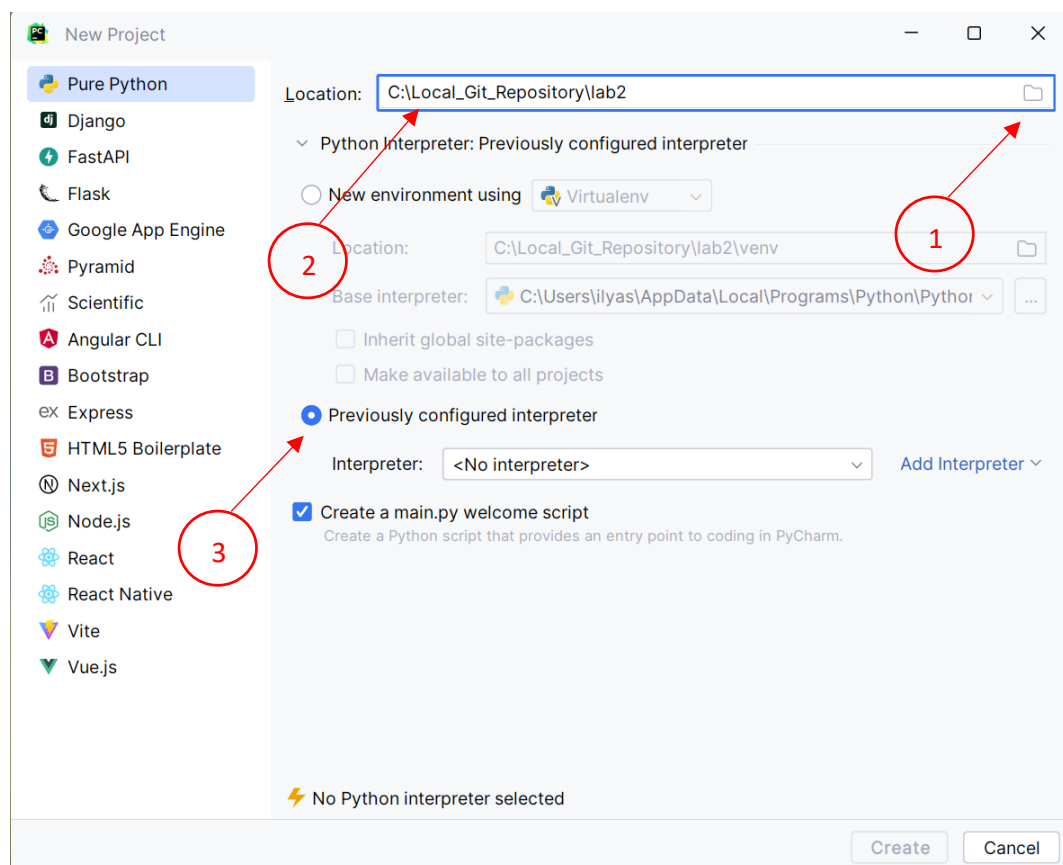 New Project
Pure Python
Django
FastAPI
Flask
Google App Engine
Pyramid
Scientific
Angular CLI
Bootstrap
ex Express
HTML5 Boilerplate
Next.js
Node.js
React
React Native
Vite
Vue.js
Location: C:\Local_Git_Repository\lab2
Python Interpreter: Previously configured interpreter
New environment using Virtualenv
1
2
Location: C:\Local_Git_Repository\lab2\venv
Base interpreter: C:\Users\ilyas\AppData\Local\Programs\Python\Python ...
Inherit global site-packages
Make available to all projects
Previously configured interpreter
Interpreter: <No interpreter> Add Interpreter
Create a main.py welcome script
Create a Python script that provides an entry point to coding in PyCharm.
3
No Python interpreter selected
Create Cancel